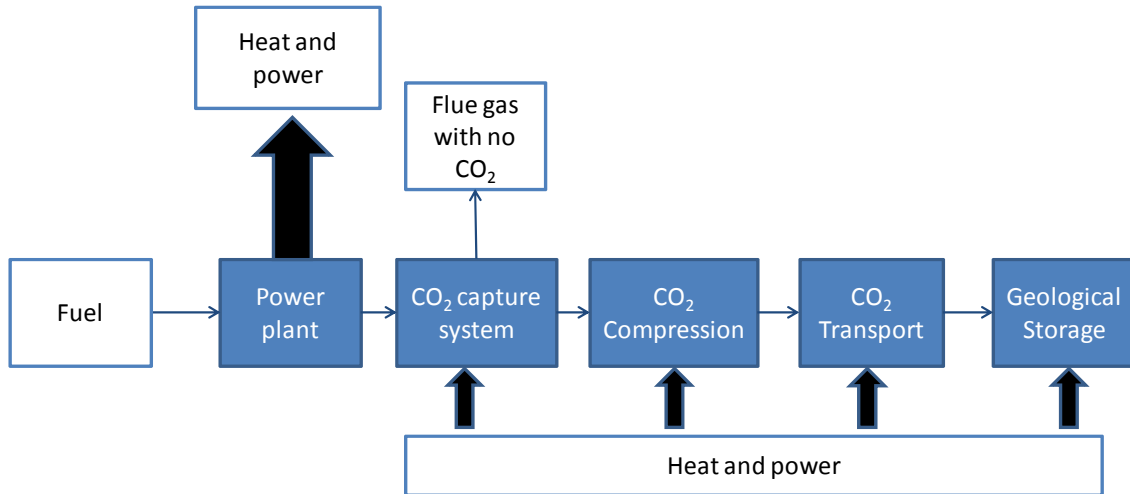 Heat and
power
Flue gas
with no
CO₂
Fuel
Power
plant
CO₂ capture
system
CO₂
Compression
CO₂
Transport
Geological
Storage
Heat and power